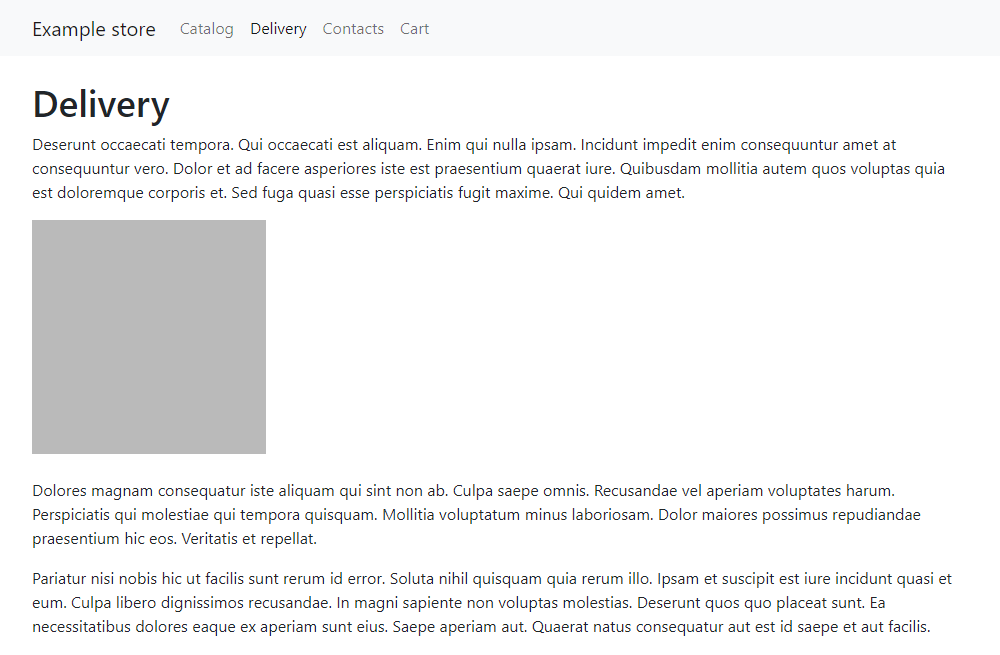 Example store Catalog Delivery Contacts Cart
Delivery
Deserunt occaecati tempora. Qui occaecati est aliquam. Enim qui nulla ipsam. Incidunt impedit enim consequuntur amet at
consequuntur vero. Dolor et ad facere asperiores iste est praesentium quaerat iure. Quibusdam mollitia autem quos voluptas quia
est doloremque corporis et. Sed fuga quasi esse perspiciatis fugit maxime. Qui quidem amet.
Dolores magnam consequatur iste aliquam qui sint non ab. Culpa saepe omnis. Recusandae vel aperiam voluptates harum.
Perspiciatis qui molestiae qui tempora quisquam. Mollitia voluptatum minus laboriosam. Dolor maiores possimus repudiandae
praesentium hic eos. Veritatis et repellat.
Pariatur nisi nobis hic ut facilis sunt rerum id error. Soluta nihil quisquam quia rerum illo. Ipsam et suscipit est iure incidunt quasi et
eum. Culpa libero dignissimos recusandae. In magni sapiente non voluptas molestias. Deserunt quos quo placeat sunt. Ea
necessitatibus dolores eaque ex aperiam sunt eius. Saepe aperiam aut. Quaerat natus consequatur aut est id saepe et aut facilis.